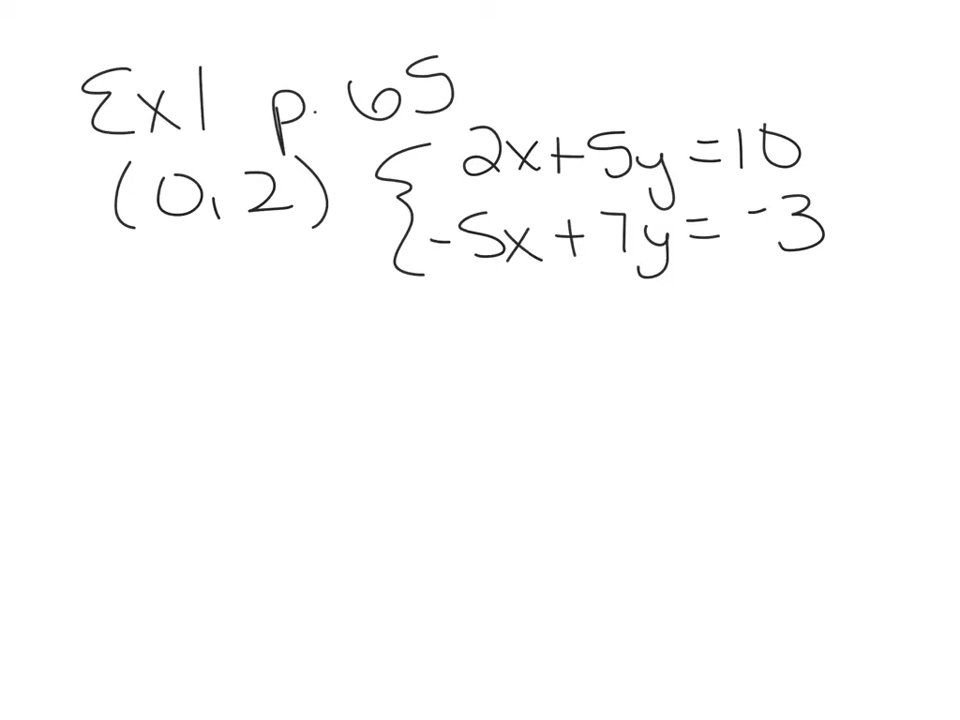 Ex1 p. 65
(0, 2) { 2x+5y=10
-5x+7y=-3